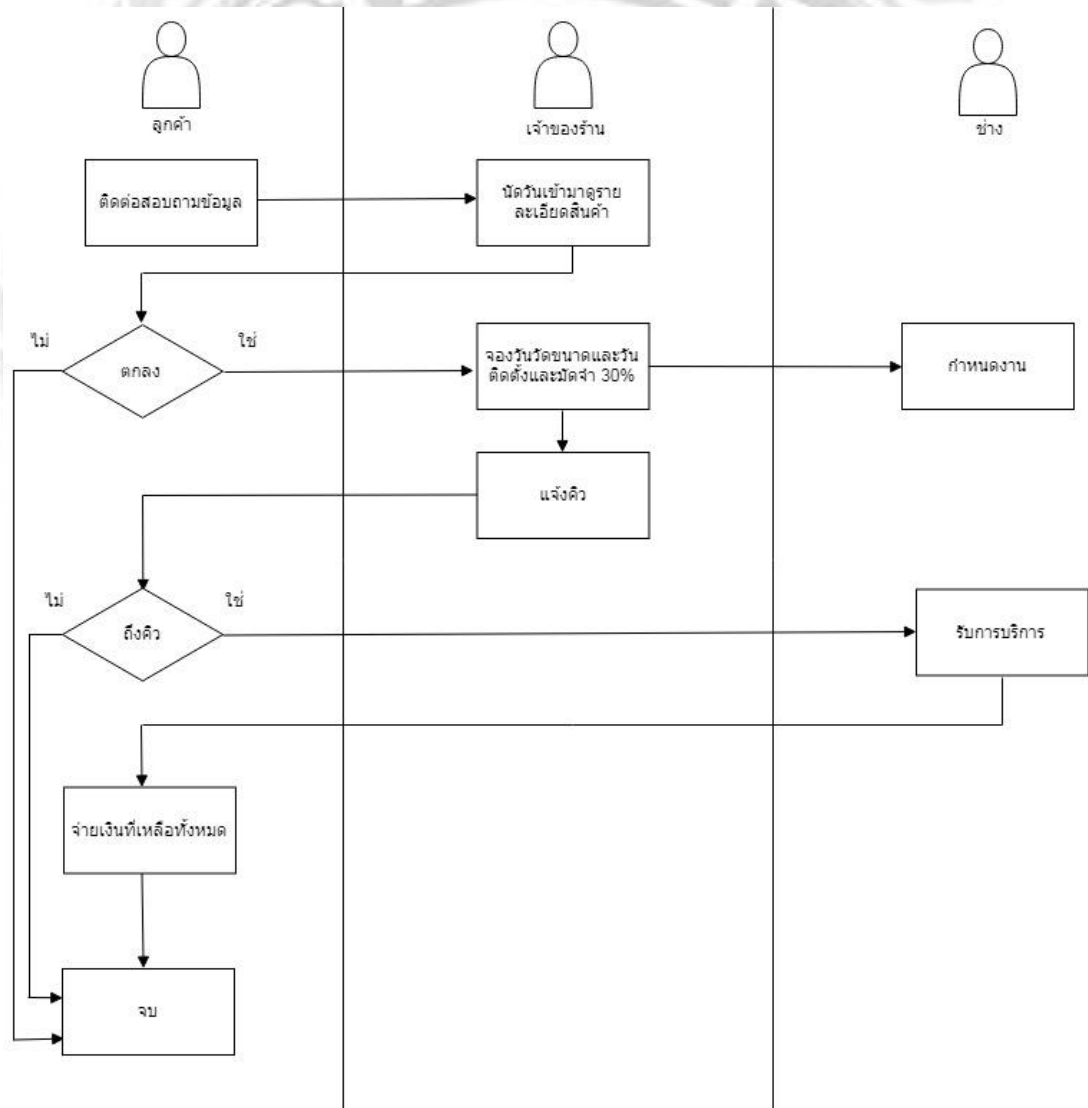 ลูกค้า
เจ้าของร้าน
ช่าง
ติดต่อสอบถามข้อมูล
นัดวันเข้ามาดูราย
ละเอียดสินค้า
ไม่
ใช่
ตกลง
จองวันวัดขนาดและวัน
ติดตั้งและมัดจำ 30%
กำหนดงาน
แจ้งคิว
ไม่
ใช่
ถึงคิว
รับการบริการ
จ่ายเงินที่เหลือทั้งหมด
จบ